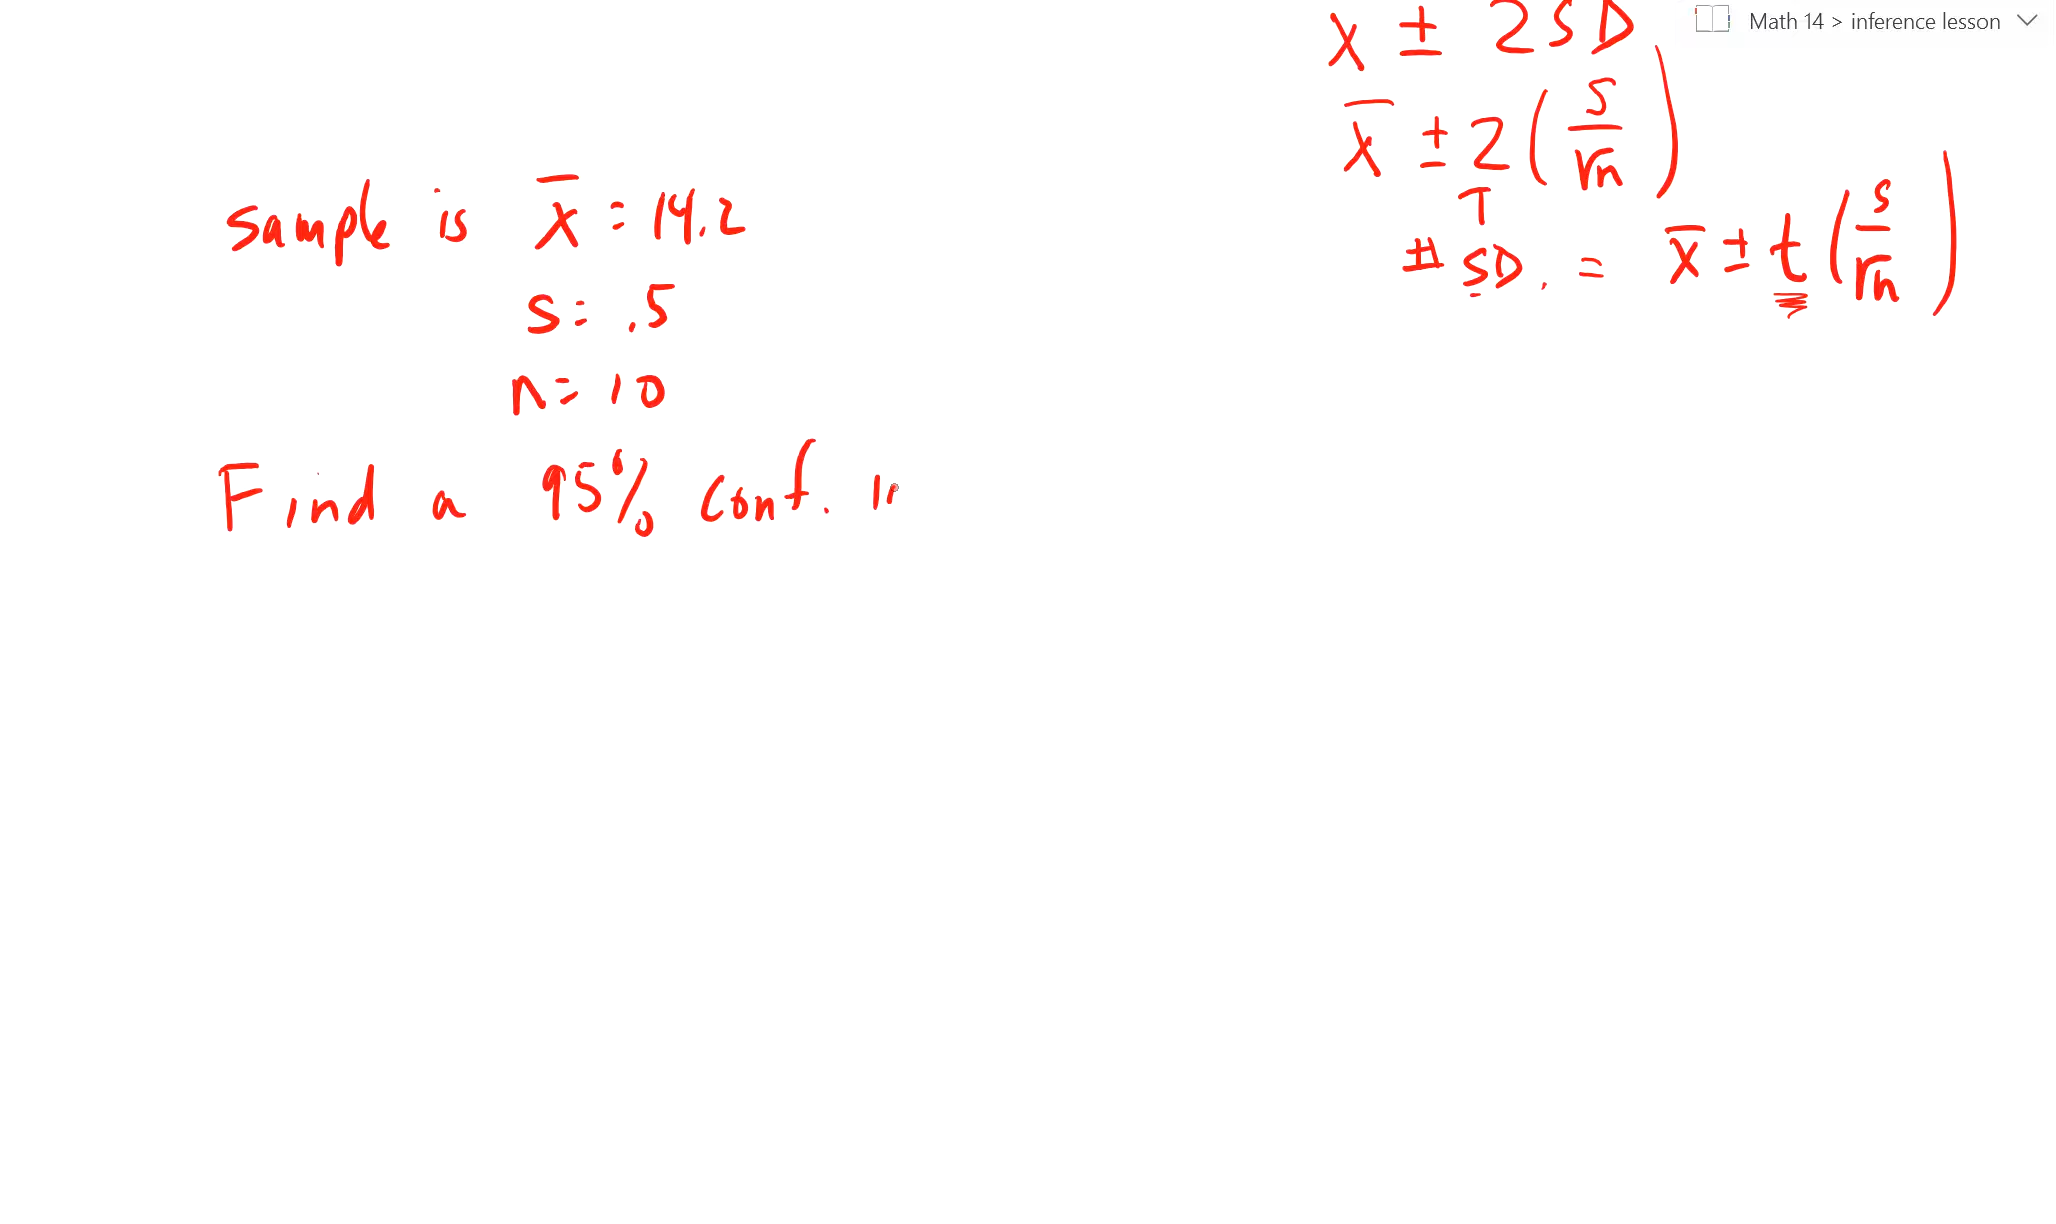 Math 14 > inference lesson
x ± 2SD
x̄ ± 2(s/√n)
↑
# SD. = x̄ ± t(s/√n)
sample is x̄ = 14.2
s = .5
n = 10
Find a 95% conf.